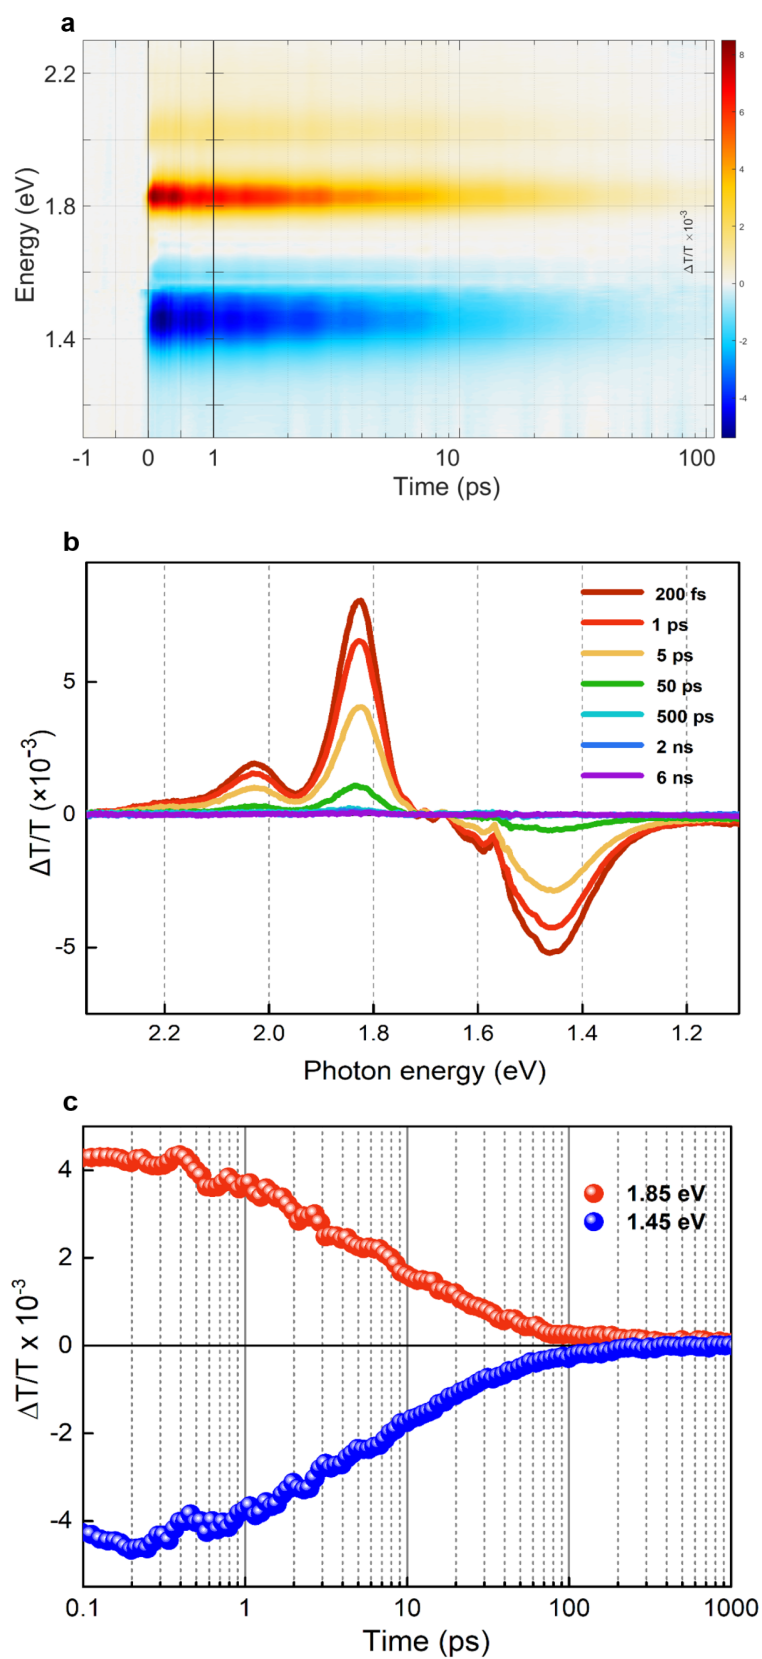 a
2.2
1.8
1.4
Energy (eV)
-1 0 1 10 100
Time (ps)
8
6
4
2
0
-2
-4
ΔT/T ×10⁻³
b
200 fs
1 ps
5 ps
50 ps
500 ps
2 ns
6 ns
5
0
-5
ΔT/T (×10⁻³)
2.2 2.0 1.8 1.6 1.4 1.2
Photon energy (eV)
c
1.85 eV
1.45 eV
4
2
0
-2
-4
ΔT/T x 10⁻³
0.1 1 10 100 1000
Time (ps)